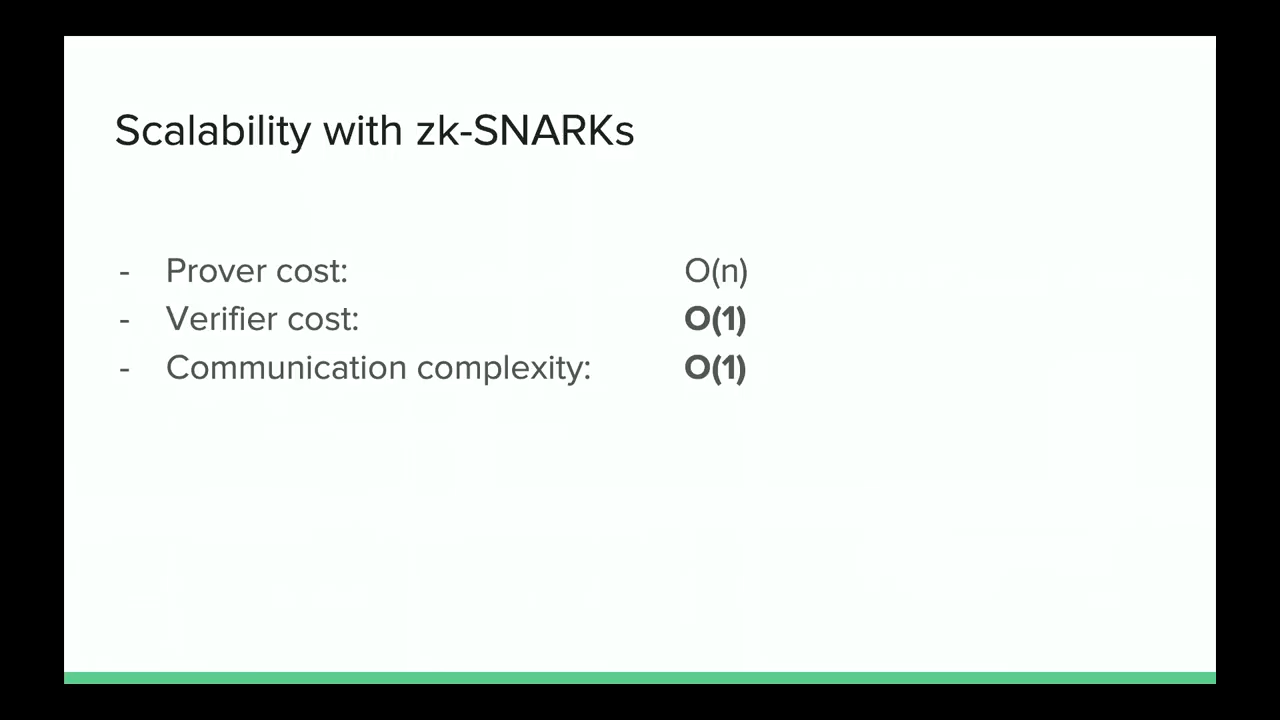 Scalability with zk-SNARKs
- Prover cost: O(n)
- Verifier cost: O(1)
- Communication complexity: O(1)